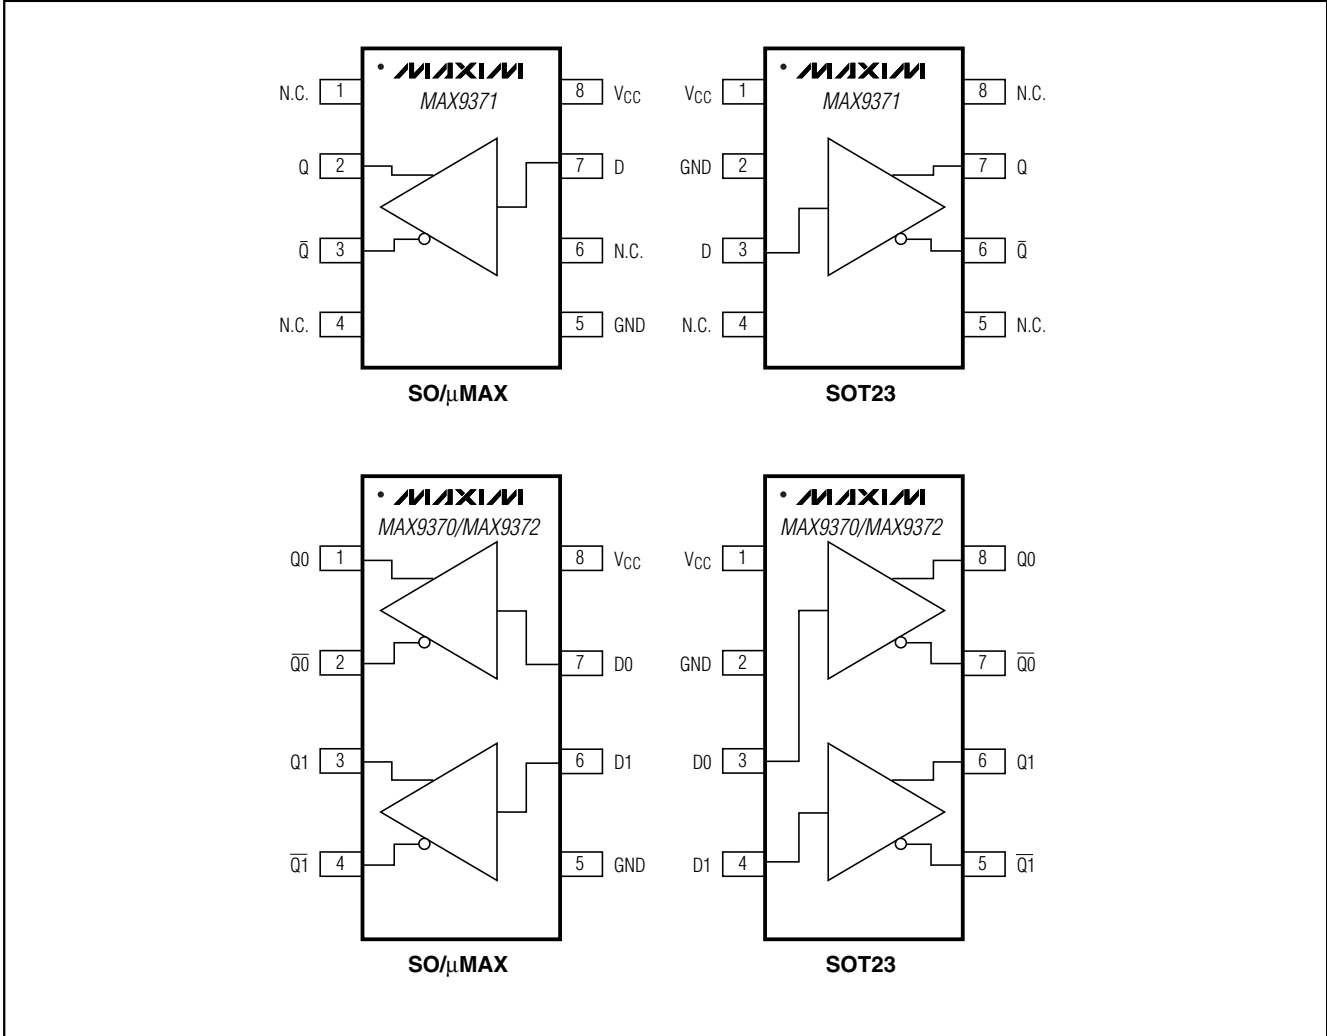 MAXIM
MAX9371
N.C. 1
8 VCC
Q 2
7 D
Q̅ 3
6 N.C.
N.C. 4
5 GND
SO/µMAX
MAXIM
MAX9371
VCC 1
8 N.C.
GND 2
7 Q
D 3
6 Q̅
N.C. 4
5 N.C.
SOT23
MAXIM
MAX9370/MAX9372
Q0 1
8 VCC
Q̅0̅ 2
7 D0
Q1 3
6 D1
Q̅1̅ 4
5 GND
SO/µMAX
MAXIM
MAX9370/MAX9372
VCC 1
8 Q0
GND 2
7 Q̅0̅
D0 3
6 Q1
D1 4
5 Q̅1̅
SOT23